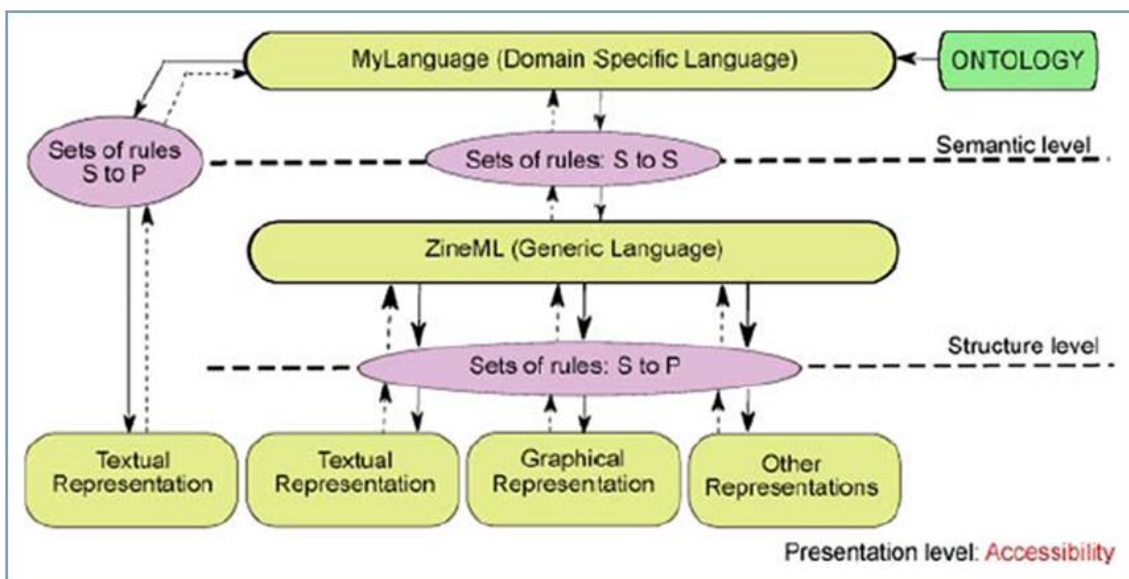 MyLanguage (Domain Specific Language)
ONTOLOGY
Sets of rules
S to P
Sets of rules: S to S
Semantic level
ZineML (Generic Language)
Structure level
Sets of rules: S to P
Textual
Representation
Textual
Representation
Graphical
Representation
Other
Representations
Presentation level: Accessibility